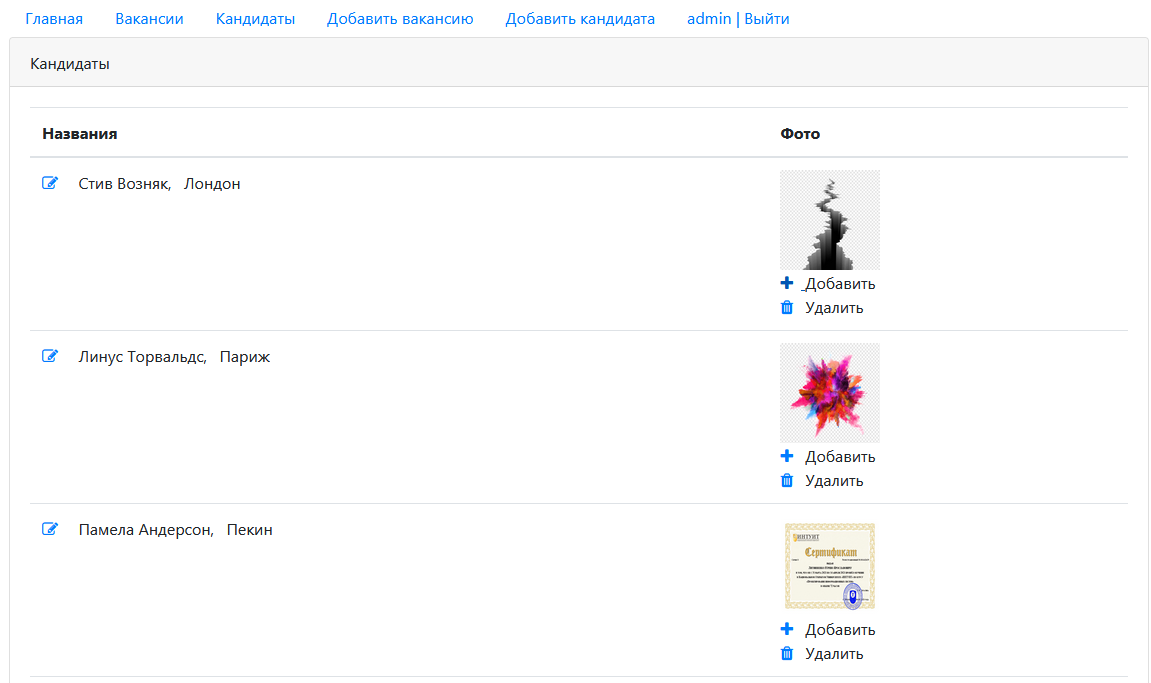 Главная Вакансии Кандидаты Добавить вакансию Добавить кандидата admin | Выйти
Кандидаты
Названия Фото
Стив Возняк, Лондон
Добавить
Удалить
Линус Торвальдс, Париж
Добавить
Удалить
Памела Андерсон, Пекин
ИНТУИТ
Сертификат
Добавить
Удалить